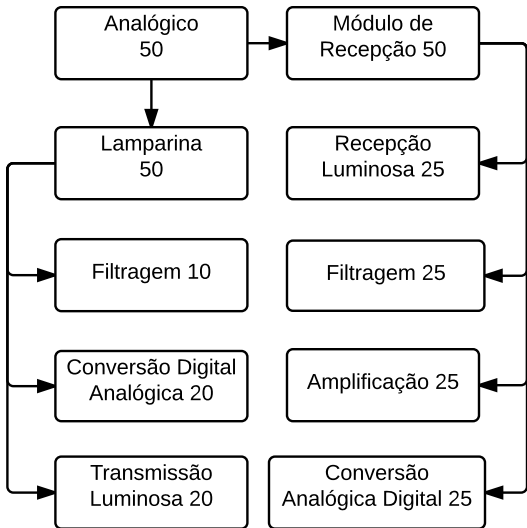 Analógico
50
Módulo de
Recepção 50
Lamparina
50
Recepção
Luminosa 25
Filtragem 10
Filtragem 25
Conversão Digital
Analógica 20
Amplificação 25
Transmissão
Luminosa 20
Conversão
Analógica Digital 25